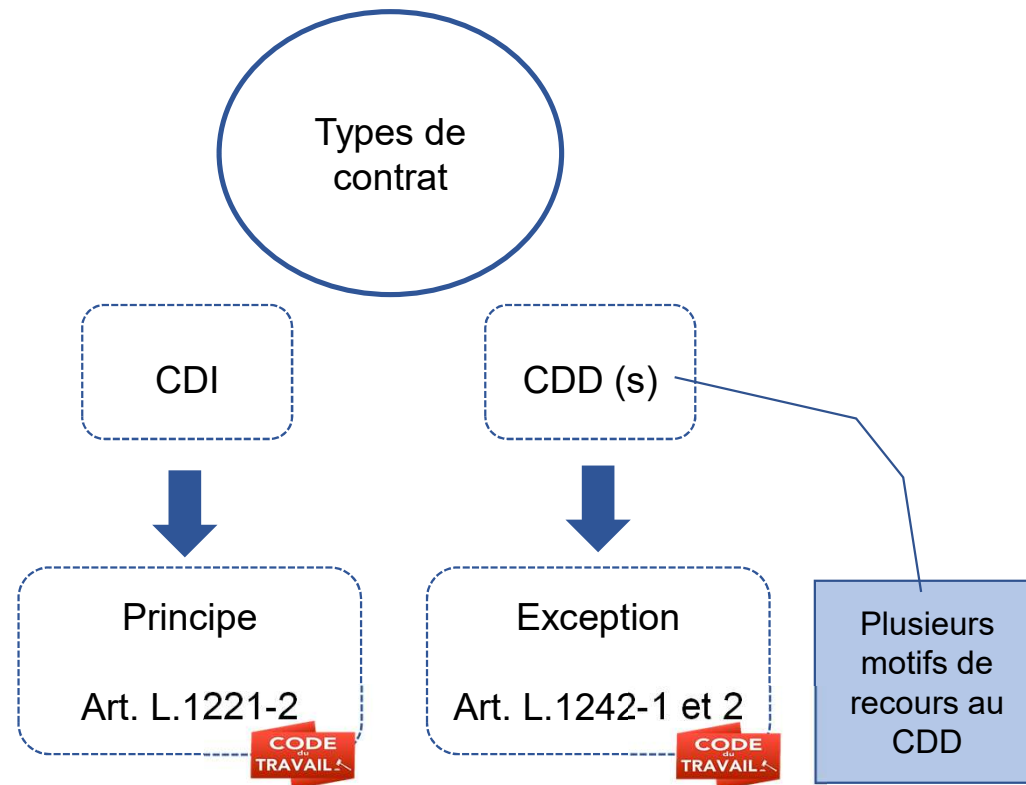 Types de
contrat
CDI
CDD (s)
Principe
Art. L.1221-2
CODE
du
TRAVAIL
Exception
Art. L.1242-1 et 2
CODE
du
TRAVAIL
Plusieurs
motifs de
recours au
CDD